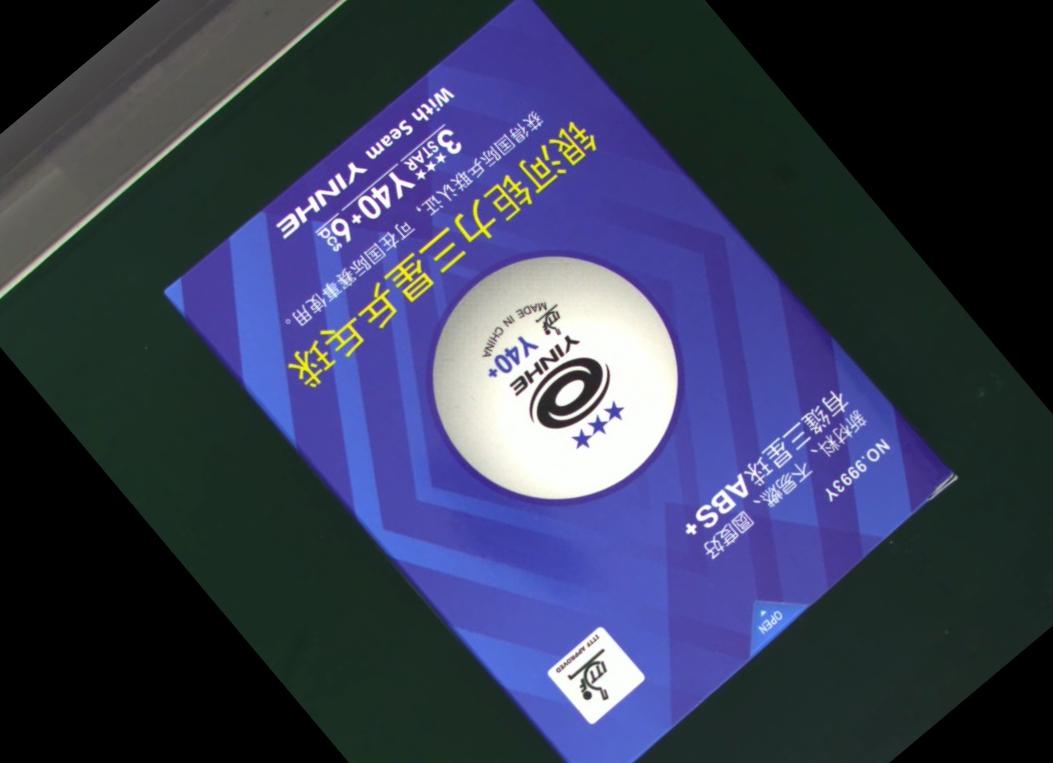 With Seam YINHE
3 STAR Y40+ 6 PCS
获得国际乒联认证，可在国际赛事使用。
银河钜力三星乒乓球
MADE IN CHINA
Y40+
YINHE
有缝三星球ABS+
新材料、不易燃、圆度好
NO.9993Y
OPEN
ITTF APPROVED